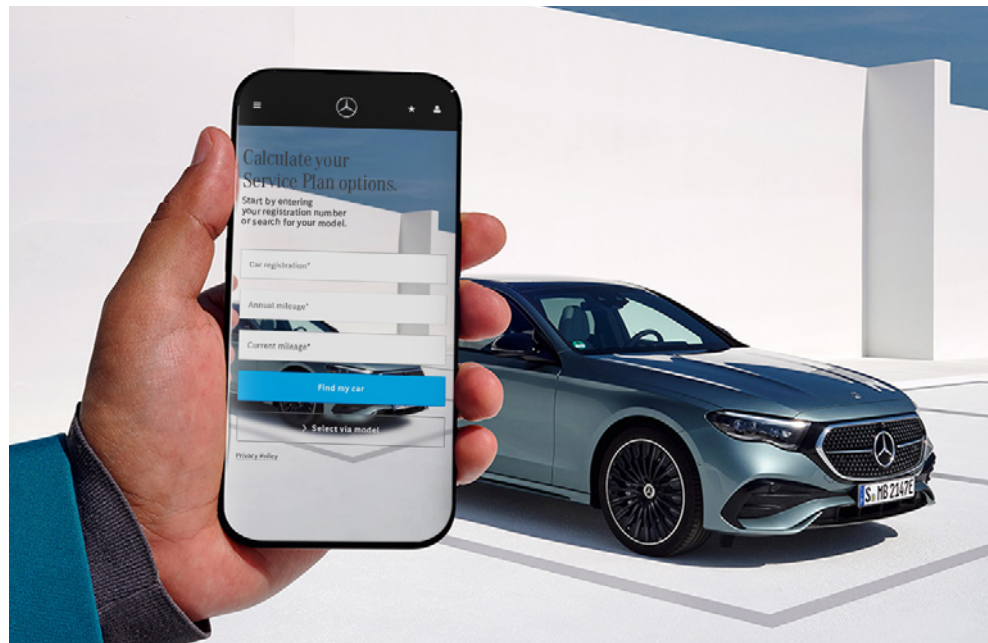 Calculate your
Service Plan options.
Start by entering
your registration number
or search for your model.
Car registration*
Annual mileage*
Current mileage*
Find my car
Select via model
Privacy Policy
S MB 2147E